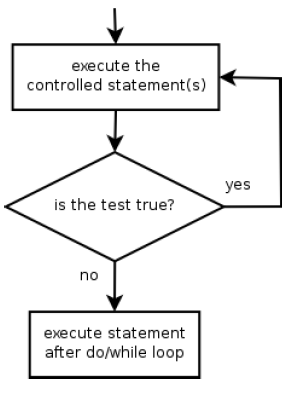 execute the
controlled statement(s)
is the test true?
yes
no
execute statement
after do/while loop